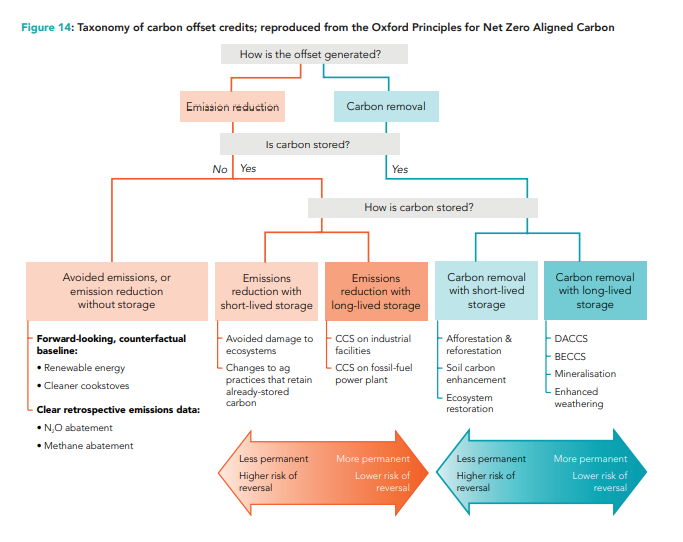 Figure 14: Taxonomy of carbon offset credits; reproduced from the Oxford Principles for Net Zero Aligned Carbon
How is the offset generated?
Emission reduction
Carbon removal
Is carbon stored?
No
Yes
Yes
How is carbon stored?
Avoided emissions, or
emission reduction
without storage
Emissions
reduction with
short-lived storage
Emissions
reduction with
long-lived storage
Carbon removal
with short-lived
storage
Carbon removal
with long-lived
storage
Forward-looking, counterfactual
baseline:
• Renewable energy
• Cleaner cookstoves
Clear retrospective emissions data:
• N₂O abatement
• Methane abatement
Avoided damage to
ecosystems
Changes to ag
practices that retain
already-stored
carbon
CCS on industrial
facilities
CCS on fossil-fuel
power plant
Afforestation &
reforestation
Soil carbon
enhancement
Ecosystem
restoration
DACCS
BECCS
Mineralisation
Enhanced
weathering
Less permanent
Higher risk of
reversal
More permanent
Lower risk of
reversal
Less permanent
Higher risk of
reversal
More permanent
Lower risk of
reversal